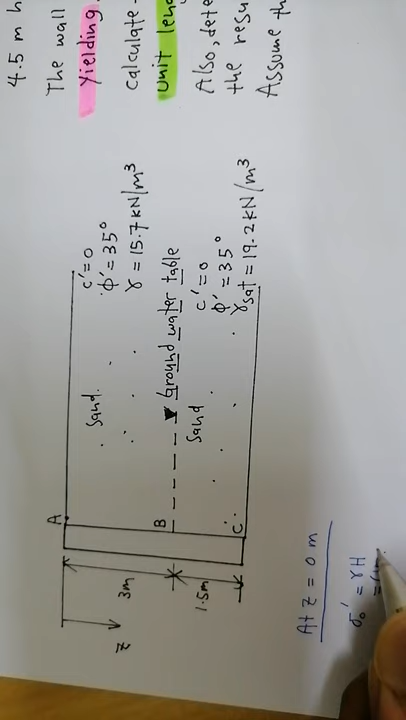 4.5 m h
The wall
Yielding.
Calculate
Unit leng
Also, dete
the resu
Assume th
A
Sand
c'=0
ϕ'=35°
γ=15.7 kN/m³
3m
z
B
Ground water table
1.5m
Sand
c'=0
ϕ'=35°
γsat=19.2 kN/m³
C
At z = 0 m
σo' = γH
=